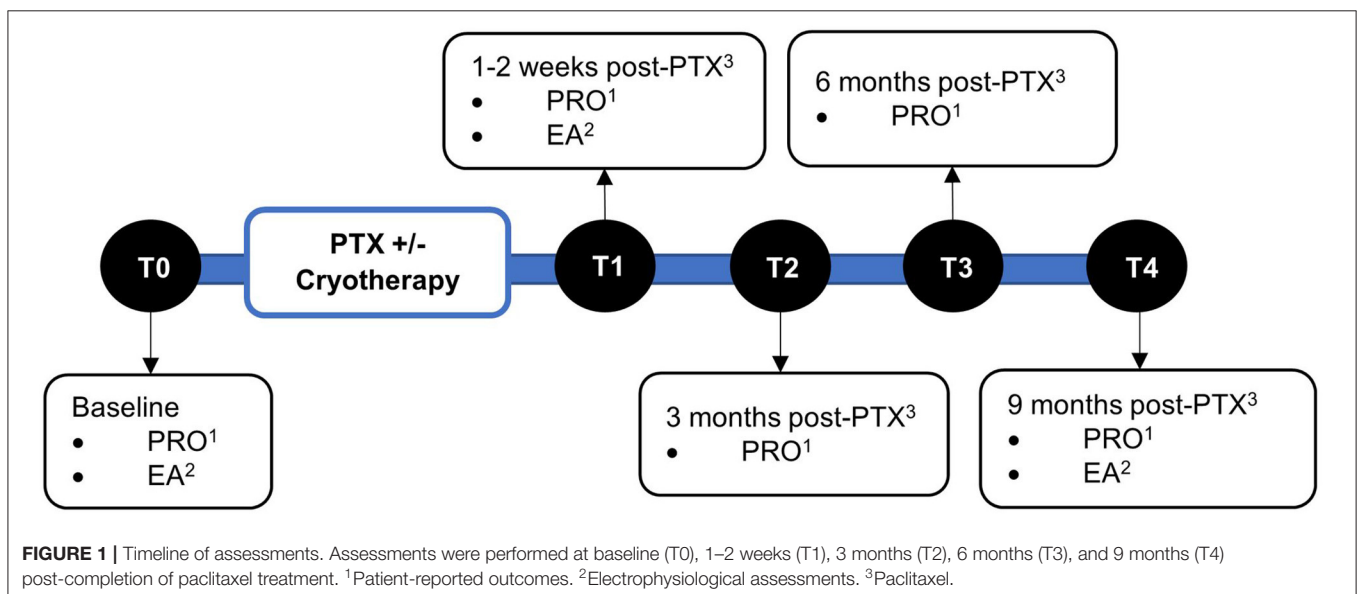 1-2 weeks post-PTX³
• PRO¹
• EA²
6 months post-PTX³
• PRO¹
T0
PTX +/-
Cryotherapy
T1
T2
T3
T4
Baseline
• PRO¹
• EA²
3 months post-PTX³
• PRO¹
9 months post-PTX³
• PRO¹
• EA²
FIGURE 1 | Timeline of assessments. Assessments were performed at baseline (T0), 1–2 weeks (T1), 3 months (T2), 6 months (T3), and 9 months (T4)
post-completion of paclitaxel treatment. ¹Patient-reported outcomes. ²Electrophysiological assessments. ³Paclitaxel.